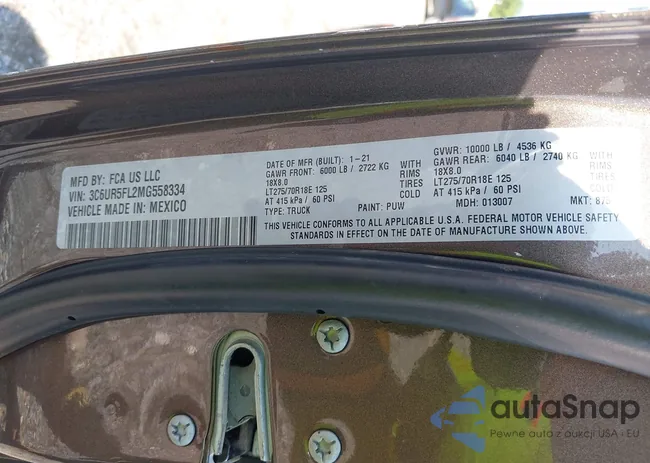 MFD BY: FCA US LLC
VIN: 3C6UR5FL2MG558334
VEHICLE MADE IN: MEXICO
DATE OF MFR (BUILT): 1-21
GAWR FRONT: 6000 LB / 2722 KG WITH
18X8.0 RIMS
LT275/70R18E 125 TIRES
AT 415 kPa / 60 PSI COLD
TYPE: TRUCK PAINT: PUW
GVWR: 10000 LB / 4536 KG
GAWR REAR: 6040 LB / 2740 KG WITH
18X8.0 RIMS
LT275/70R18E 125 TIRES
AT 415 kPa / 60 PSI COLD
MDH: 013007 MKT:
THIS VEHICLE CONFORMS TO ALL APPLICABLE U.S.A. FEDERAL MOTOR VEHICLE SAFETY
STANDARDS IN EFFECT ON THE DATE OF MANUFACTURE SHOWN ABOVE.
autoSnap
Pewne auto z aukcji USA i EU